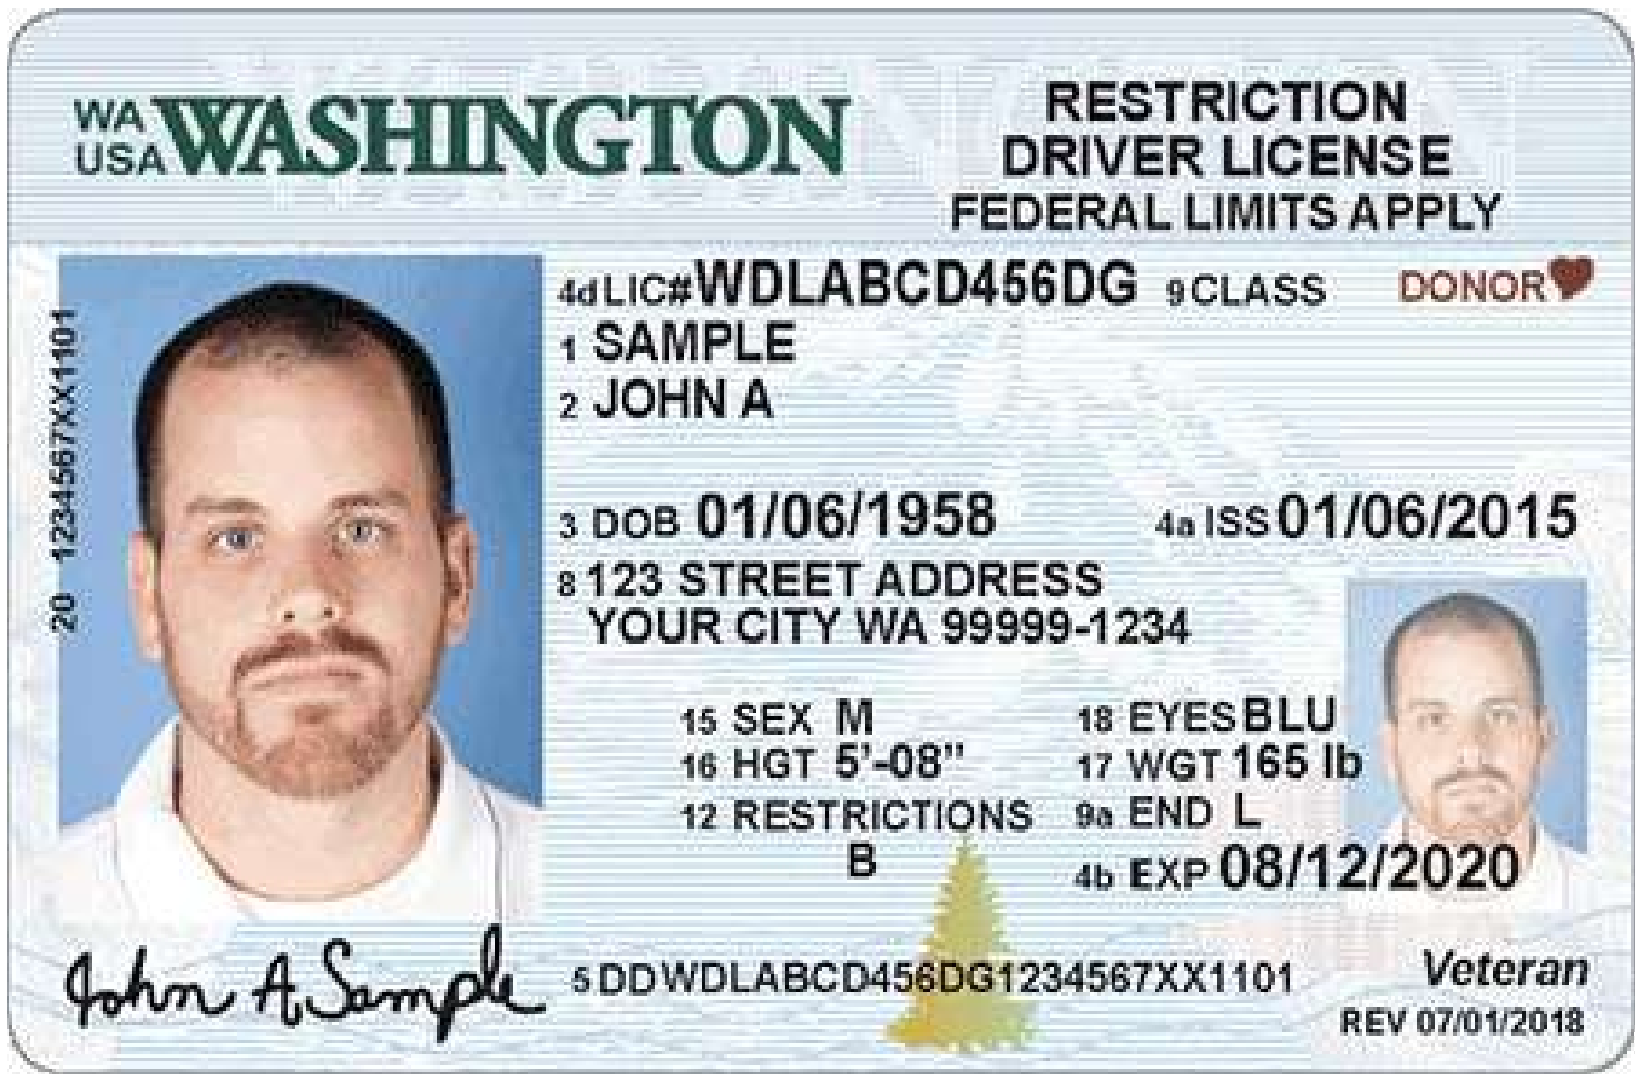 WA
USA WASHINGTON
RESTRICTION
DRIVER LICENSE
FEDERAL LIMITS APPLY
20 1234567XX1101
4d LIC# WDLABCD456DG 9 CLASS DONOR
1 SAMPLE
2 JOHN A
3 DOB 01/06/1958 4a ISS 01/06/2015
8 123 STREET ADDRESS
YOUR CITY WA 99999-1234
15 SEX M 18 EYES BLU
16 HGT 5'-08" 17 WGT 165 lb
12 RESTRICTIONS 9a END L
B
4b EXP 08/12/2020
John A Sample
5 DDWDLABCD456DG1234567XX1101
Veteran
REV 07/01/2018